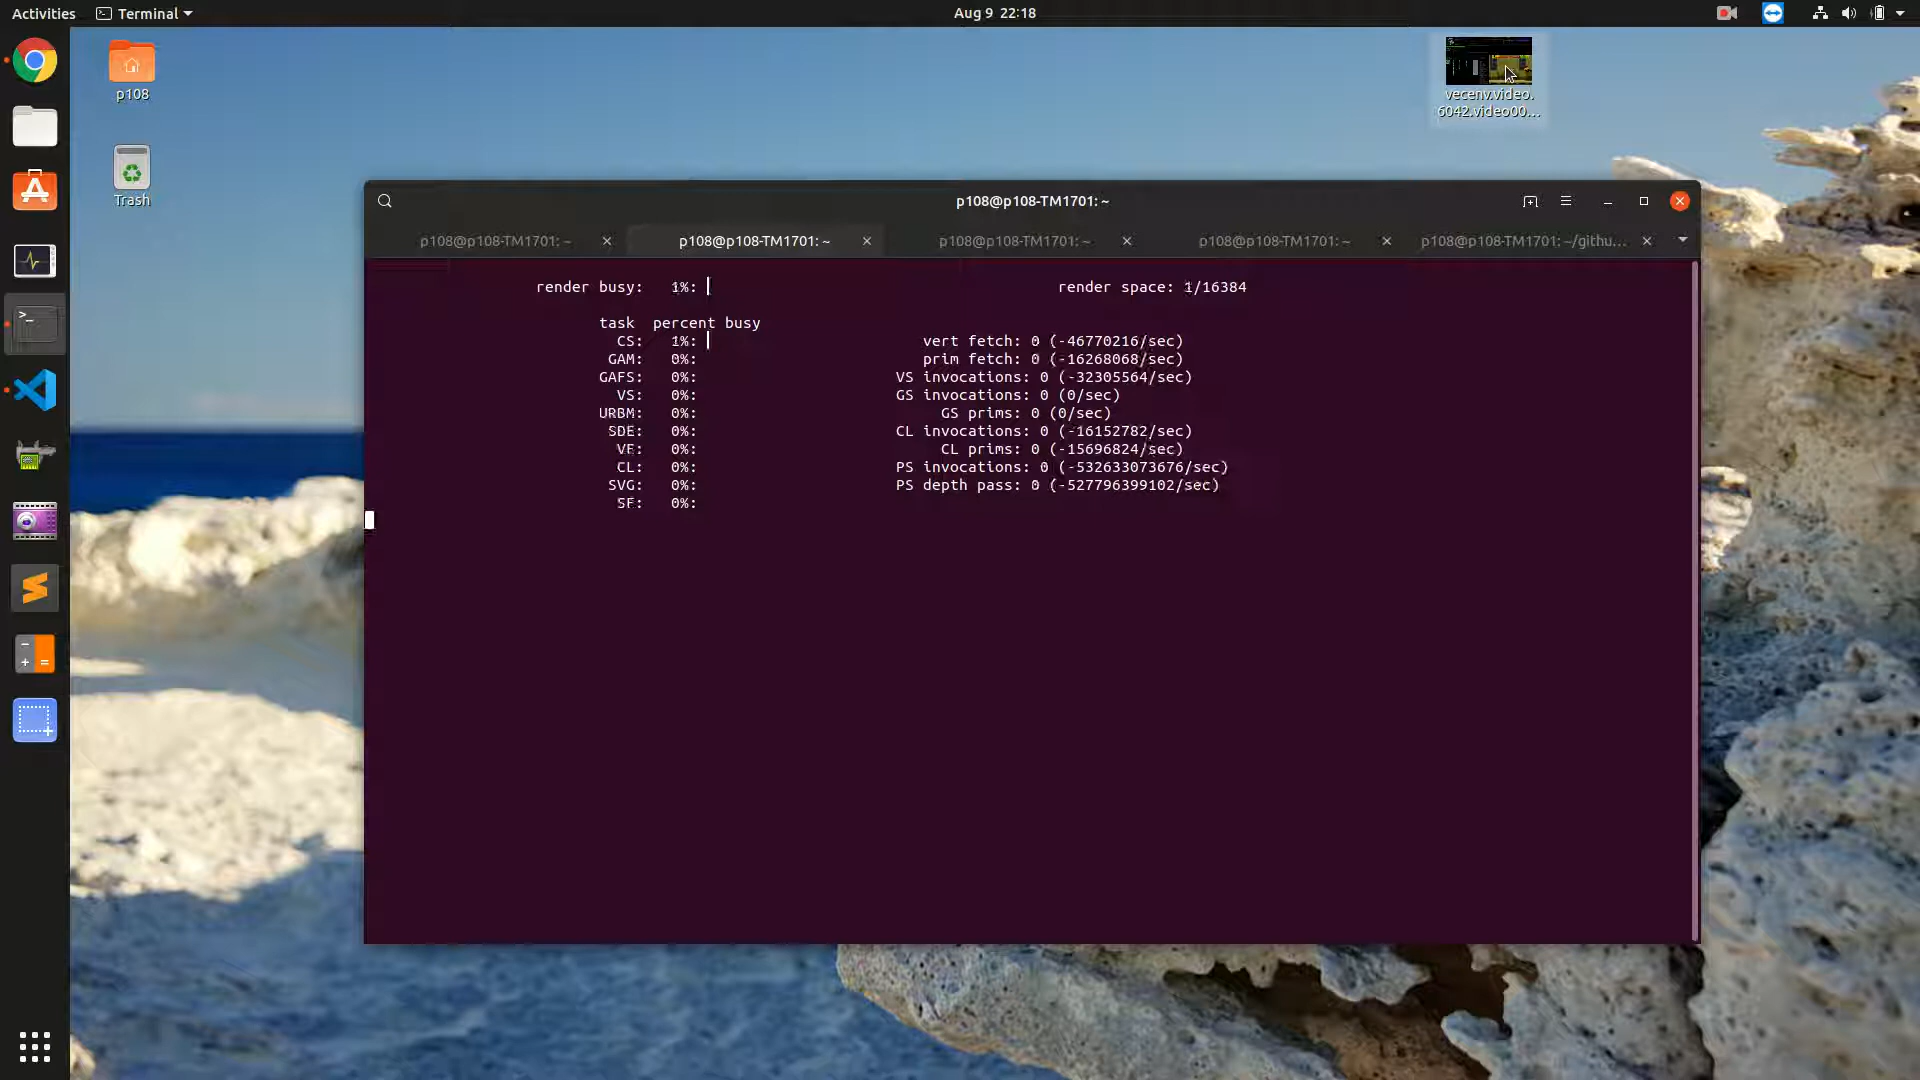 Activities
Terminal
Aug 9 22:18
p108
Trash
vecenv.video.
6042.video00...
p108@p108-TM1701: ~
p108@p108-TM1701: ~
p108@p108-TM1701: ~
p108@p108-TM1701: ~
p108@p108-TM1701: ~
p108@p108-TM1701: ~/githu...
render busy: 1%: render space: 1/16384
task percent busy
CS: 1%: vert fetch: 0 (-46770216/sec)
GAM: 0%: prim fetch: 0 (-16268068/sec)
GAFS: 0%: VS invocations: 0 (-32305564/sec)
VS: 0%: GS invocations: 0 (0/sec)
URBM: 0%: GS prims: 0 (0/sec)
SDE: 0%: CL invocations: 0 (-16152782/sec)
VF: 0%: CL prims: 0 (-15696824/sec)
CL: 0%: PS invocations: 0 (-532633073676/sec)
SVG: 0%: PS depth pass: 0 (-527796399102/sec)
SF: 0%: